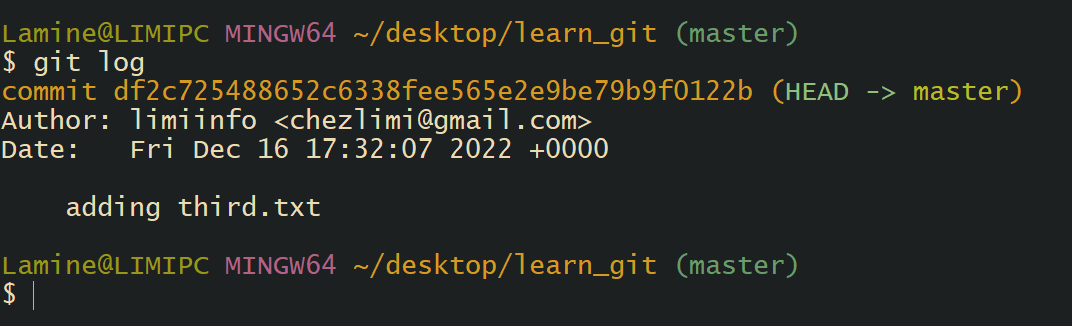 Lamine@LIMIPC MINGW64 ~/desktop/learn_git (master)
$ git log
commit df2c725488652c6338fee565e2e9be79b9f0122b (HEAD -> master)
Author: limiinfo <chezlimi@gmail.com>
Date:   Fri Dec 16 17:32:07 2022 +0000
    adding third.txt
Lamine@LIMIPC MINGW64 ~/desktop/learn_git (master)
$